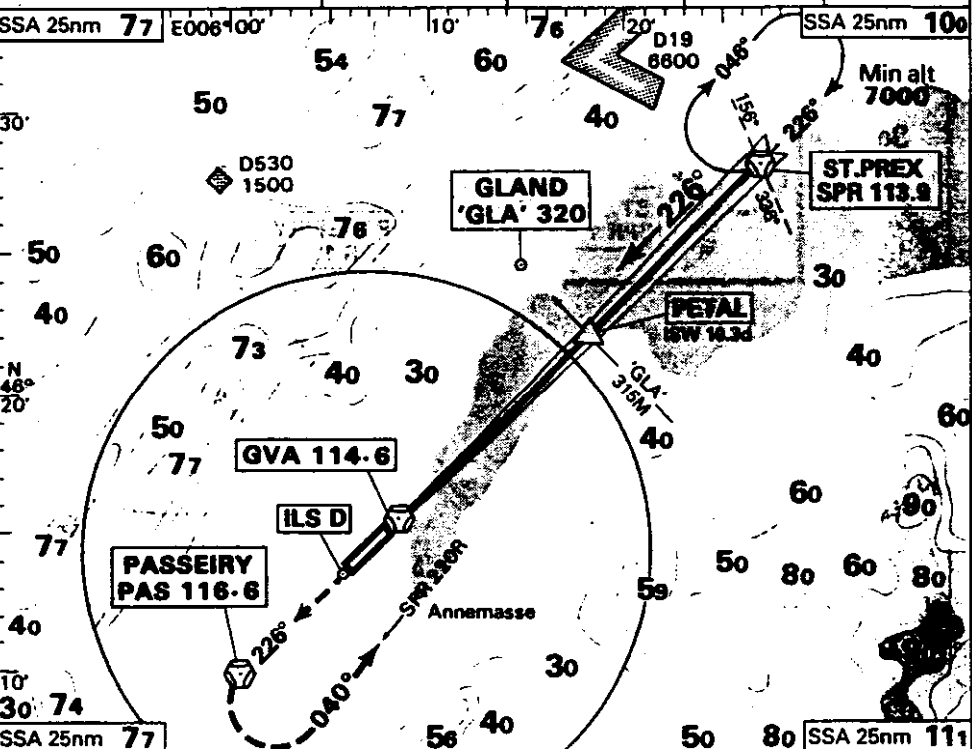 SSA 25nm 77
E006° 00'
10'
76
20'
SSA 25nm 100
54
60
D19
6600
046°
Min alt
7000
50
77
40
156°
226°
30'
D530
1500
GLAND
'GLA' 320
ST.PREX
SPR 113.9
226°
336°
76
50
60
30
40
PETAL
ISW 16.3d
73
40
30
40
N
46°
20'
'GLA'
315M
50
77
40
60
GVA 114.6
60
90
ILS D
77
PASSEIRY
PAS 116.6
SPR 220R
59
50
80
60
80
Annemasse
40
226°
30
10'
30
74
040°
SSA 25nm 77
56
40
50
80
SSA 25nm 111